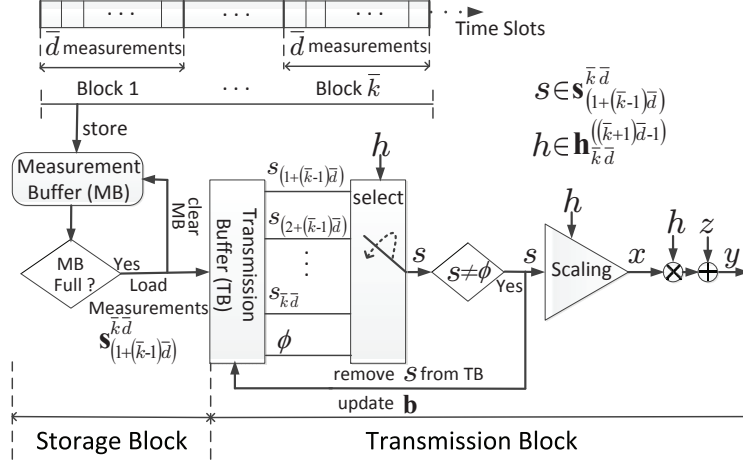 · · ·
Time Slots
d̅ measurements · · · d̅ measurements
Block 1 · · · Block k̅
store
s∈𝐬^{k̅ d̅}_{(1+(k̅-1)d̅)}
h∈𝐡^{((k̅+1)d̅-1)}_{k̅ d̅}
Measurement
Buffer (MB)
clear
MB
MB
Full ?
Yes
Load
Measurements
𝐬^{k̅ d̅}_{(1+(k̅-1)d̅)}
Transmission
Buffer (TB)
s_{(1+(k̅-1)d̅)}
s_{(2+(k̅-1)d̅)}
⋮
s_{k̅ d̅}
ϕ
h
select
s
s≠ϕ
Yes
s
h
Scaling
x
h
z
y
remove s from TB
update 𝐛
Storage Block
Transmission Block